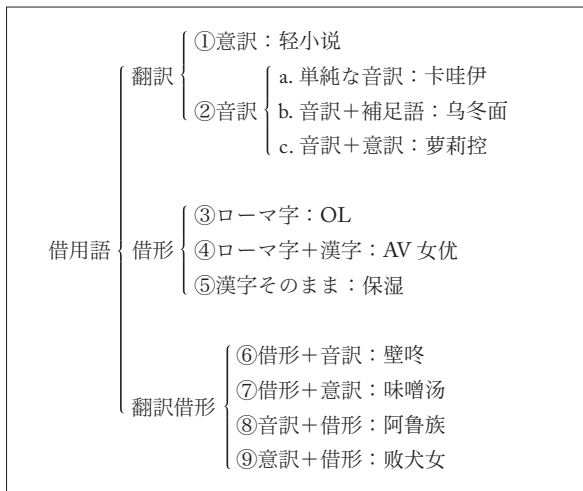 ①意訳：轻小说
翻訳
a. 単純な音訳：卡哇伊
②音訳
b. 音訳＋補足語：乌冬面
c. 音訳＋意訳：萝莉控
③ローマ字：OL
借用語
借形
④ローマ字＋漢字：AV 女优
⑤漢字そのまま：保湿
⑥借形＋音訳：壁咚
⑦借形＋意訳：味噌汤
翻訳借形
⑧音訳＋借形：阿鲁族
⑨意訳＋借形：败犬女